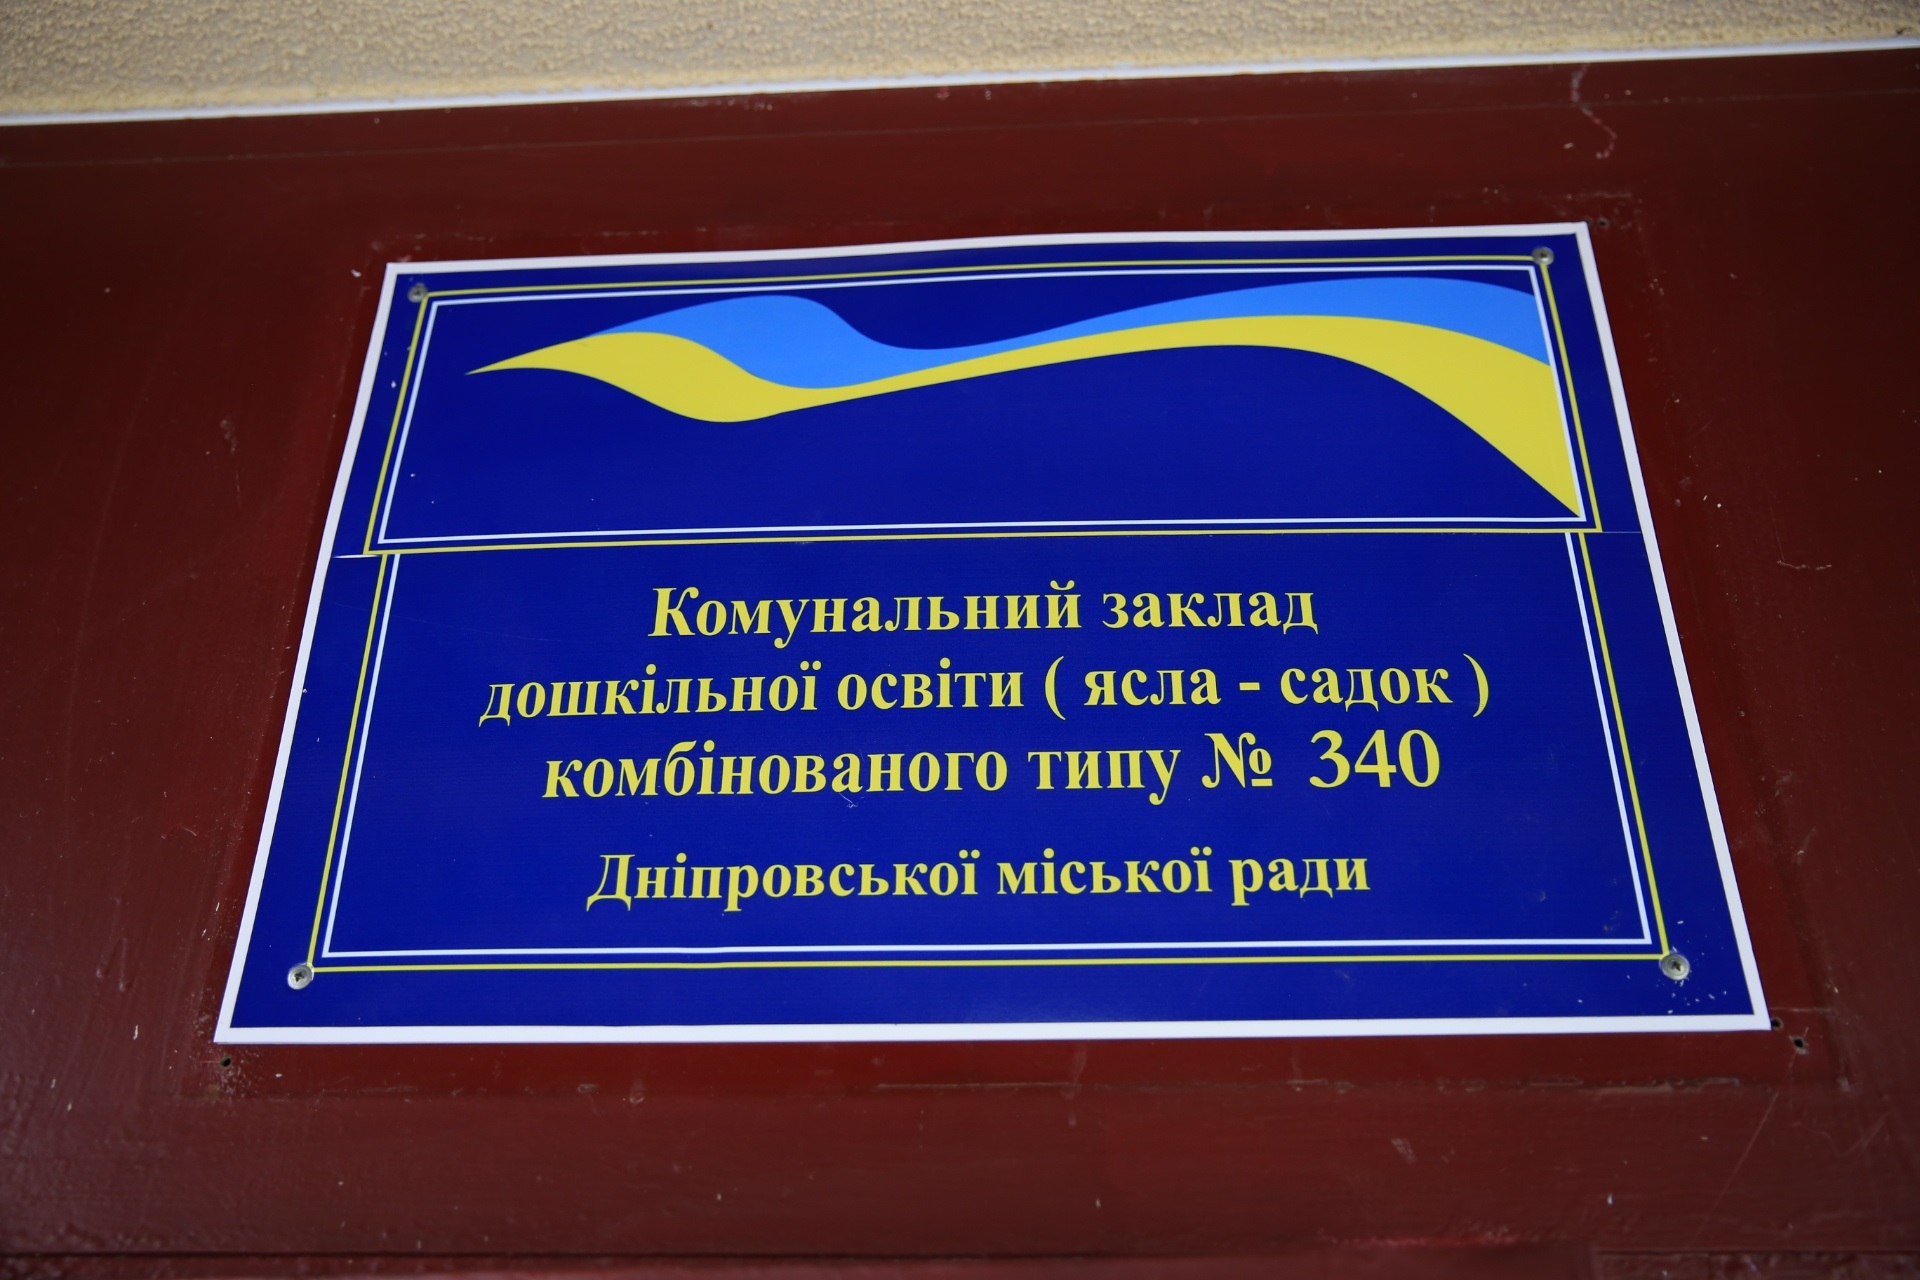 Комунальний заклад
дошкільної освіти ( ясла - садок )
комбінованого типу № 340
Дніпровської міської ради